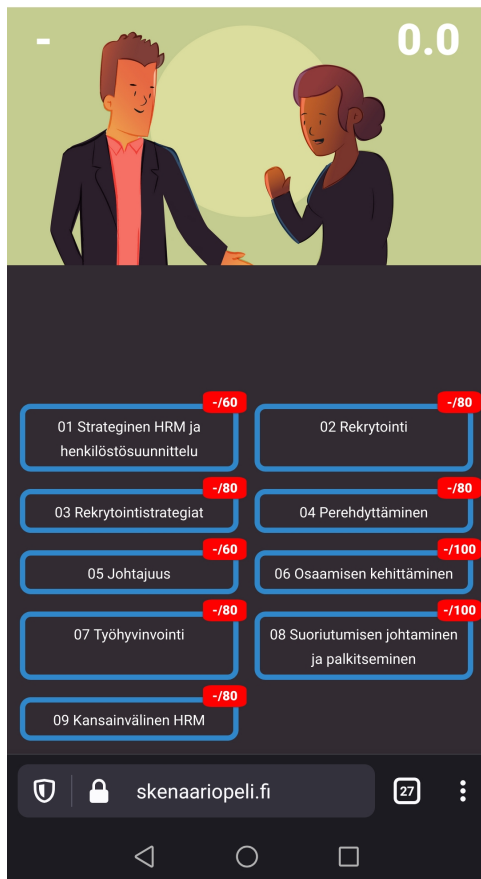 -
0.0
-/60
01 Strateginen HRM ja
henkilöstösuunnittelu
-/80
02 Rekrytointi
-/80
03 Rekrytointistrategiat
-/80
04 Perehdyttäminen
-/60
05 Johtajuus
-/100
06 Osaamisen kehittäminen
-/80
07 Työhyvinvointi
-/100
08 Suoriutumisen johtaminen
ja palkitseminen
-/80
09 Kansainvälinen HRM
skenaariopeli.fi
27